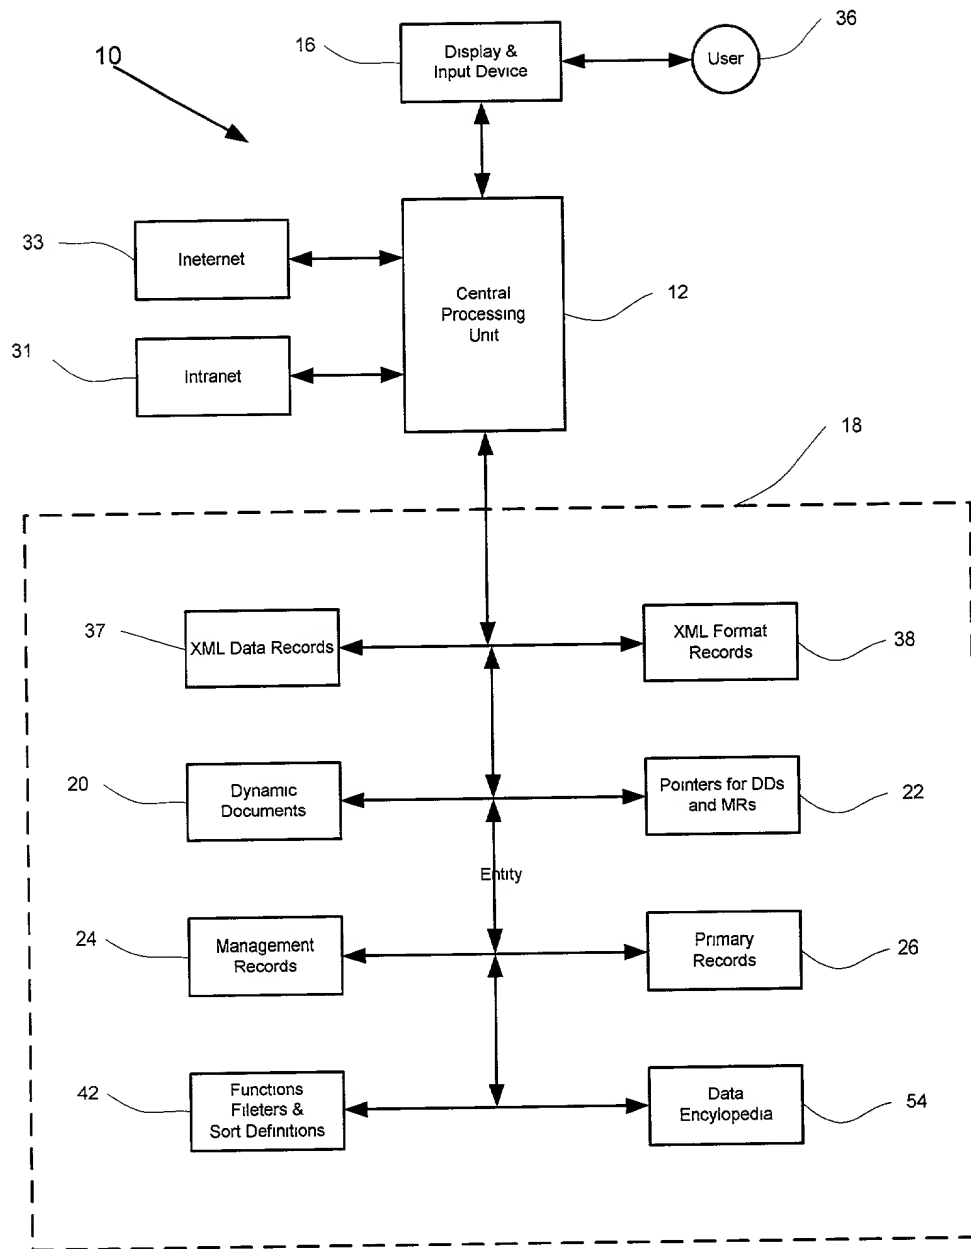 36
16
Display &
Input Device
User
10
33
Ineternet
Central
Processing
Unit
12
31
Intranet
18
37
XML Data Records
XML Format
Records
38
20
Dynamic
Documents
Pointers for DDs
and MRs
22
Entity
24
Management
Records
Primary
Records
26
42
Functions
Fileters &
Sort Definitions
Data
Encylopedia
54